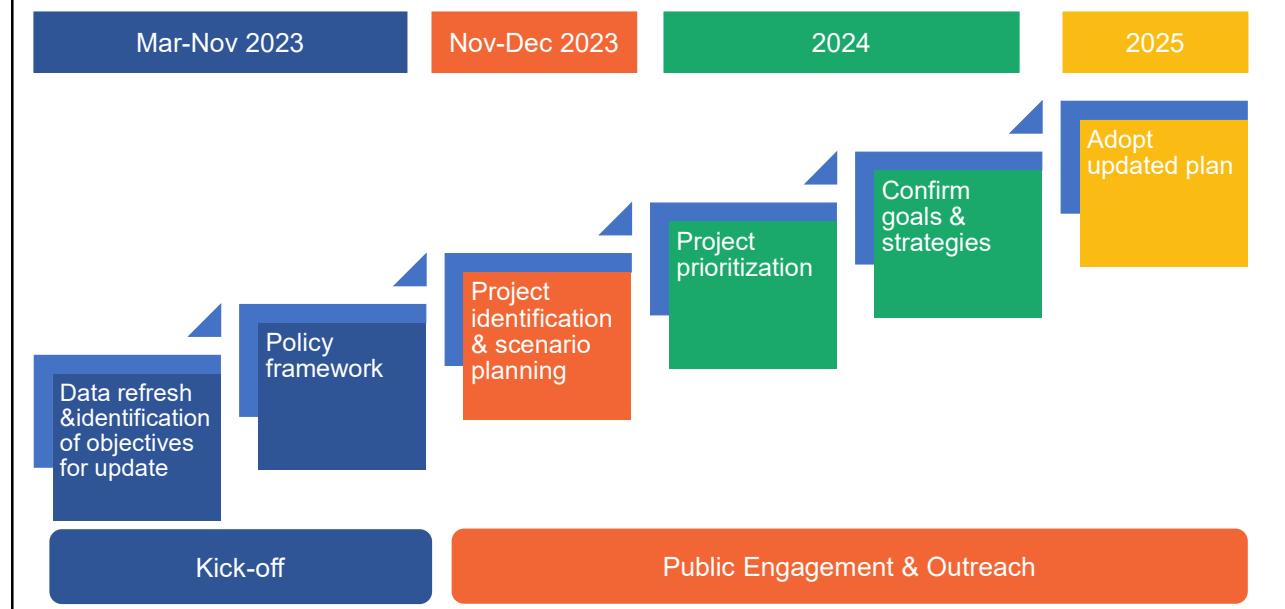 Mar-Nov 2023
Nov-Dec 2023
2024
2025
Data refresh
&identification
of objectives
for update
Policy
framework
Project
identification
& scenario
planning
Project
prioritization
Confirm
goals &
strategies
Adopt
updated plan
Kick-off
Public Engagement & Outreach